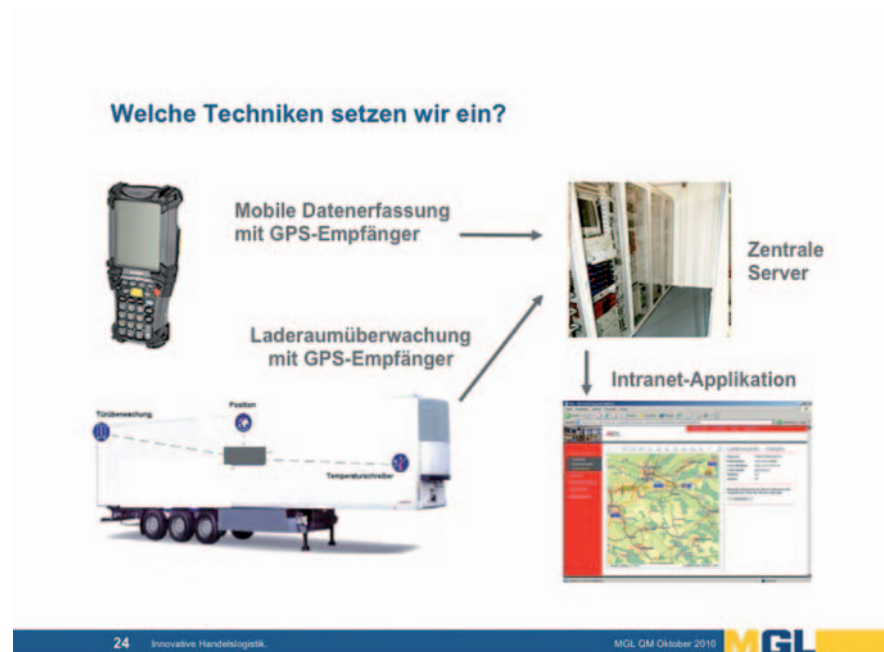 Welche Techniken setzen wir ein?
Mobile Datenerfassung
mit GPS-Empfänger
Zentrale
Server
Laderaumüberwachung
mit GPS-Empfänger
Intranet-Applikation
Türüberwachung
Position
Temperaturschreiber
MGL
24 Innovative Handelslogistik.
MGL QM Oktober 2010
MGL